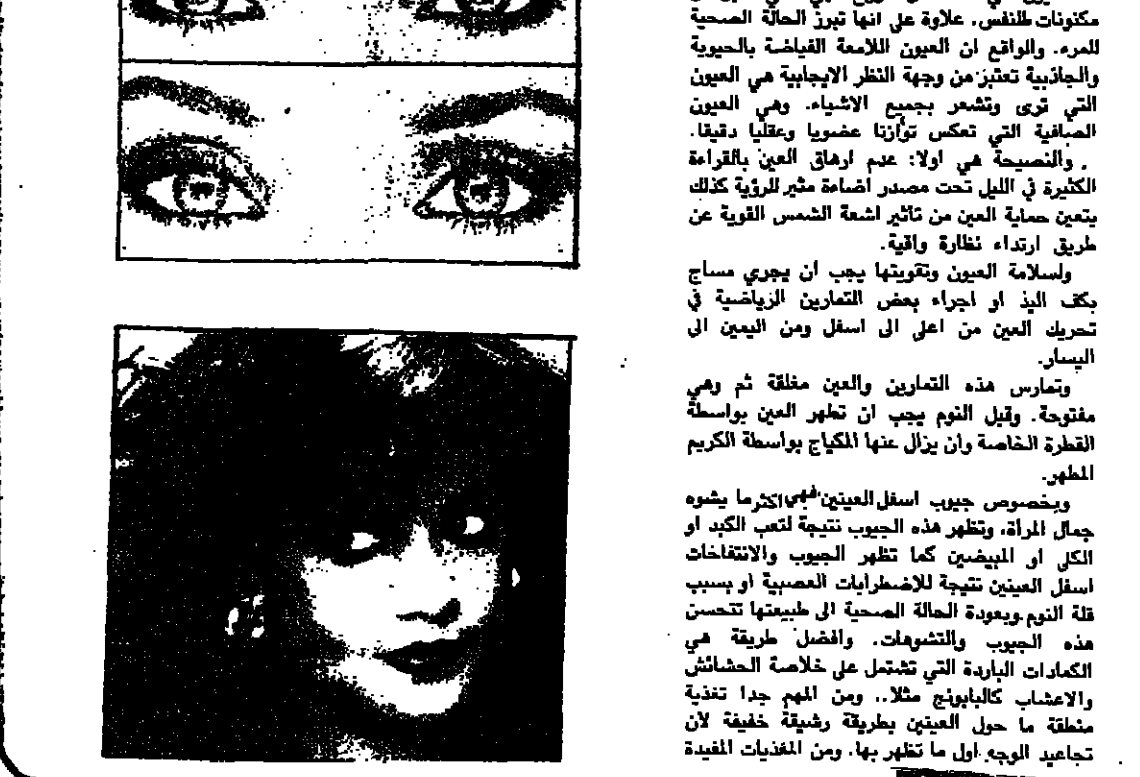 مكنونات طلنفس. علاوة على انها تبرز الحالة الصحية
للمرء. والواقع ان العيون اللامعة الفياضة بالحيوية
والجاذبية تعتبر من وجهة النظر الايجابية هي العيون
التي ترى وتشعر بجميع الاشياء. وهي العيون
الصافية التي تعكس توازنا عضويا وعقليا دقيقا.
. والنصيحة هي اولا: عدم ارهاق العين بالقراءة
الكثيرة في الليل تحت مصدر اضاءة مثير للرؤية كذلك
يتعين حماية العين من تاثير اشعة الشمس القوية عن
طريق ارتداء نظارة واقية.
ولسلامة العيون وتقويتها يجب ان يجري مساج
بكف اليد او اجراء بعض التمارين الرياضية في
تحريك العين من اعلى الى اسفل ومن اليمين الى
اليسار.
وتمارس هذه التمارين والعين مغلقة ثم وهي
مفتوحة. وقبل النوم يجب ان تطهر العين بواسطة
القطرة الخاصة وان يزال عنها المكياج بواسطة الكريم
المطهر.
وبخصوص جيوب اسفل العينين فهي اكثر ما يشوه
جمال المرأة، وتظهر هذه الجيوب نتيجة لتعب الكبد او
الكلى او المبيضين كما تظهر الجيوب والانتفاخات
اسفل العينين نتيجة للاضطرابات العصبية او بسبب
قلة النوم وبعودة الحالة الصحية الى طبيعتها تتحسن
هذه الجيوب والتشوهات. وافضل طريقة هي
الكمادات الباردة التي تشتمل على خلاصة الحشائش
والاعشاب كالبابونج مثلا.. ومن المهم جدا تغذية
منطقة ما حول العينين بطريقة رشيقة خفيفة لان
تجاعيد الوجه اول ما تظهر بها. ومن المغذيات المفيدة